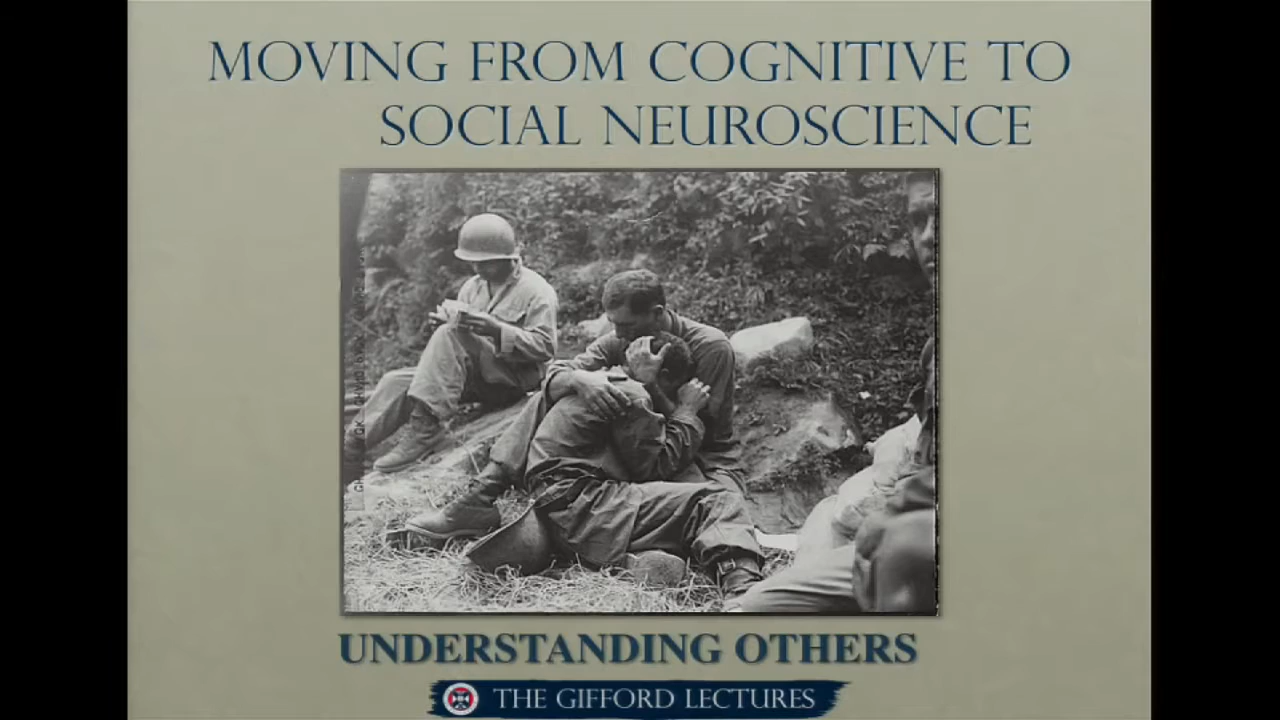 MOVING FROM COGNITIVE TO
SOCIAL NEUROSCIENCE
UNDERSTANDING OTHERS
THE GIFFORD LECTURES